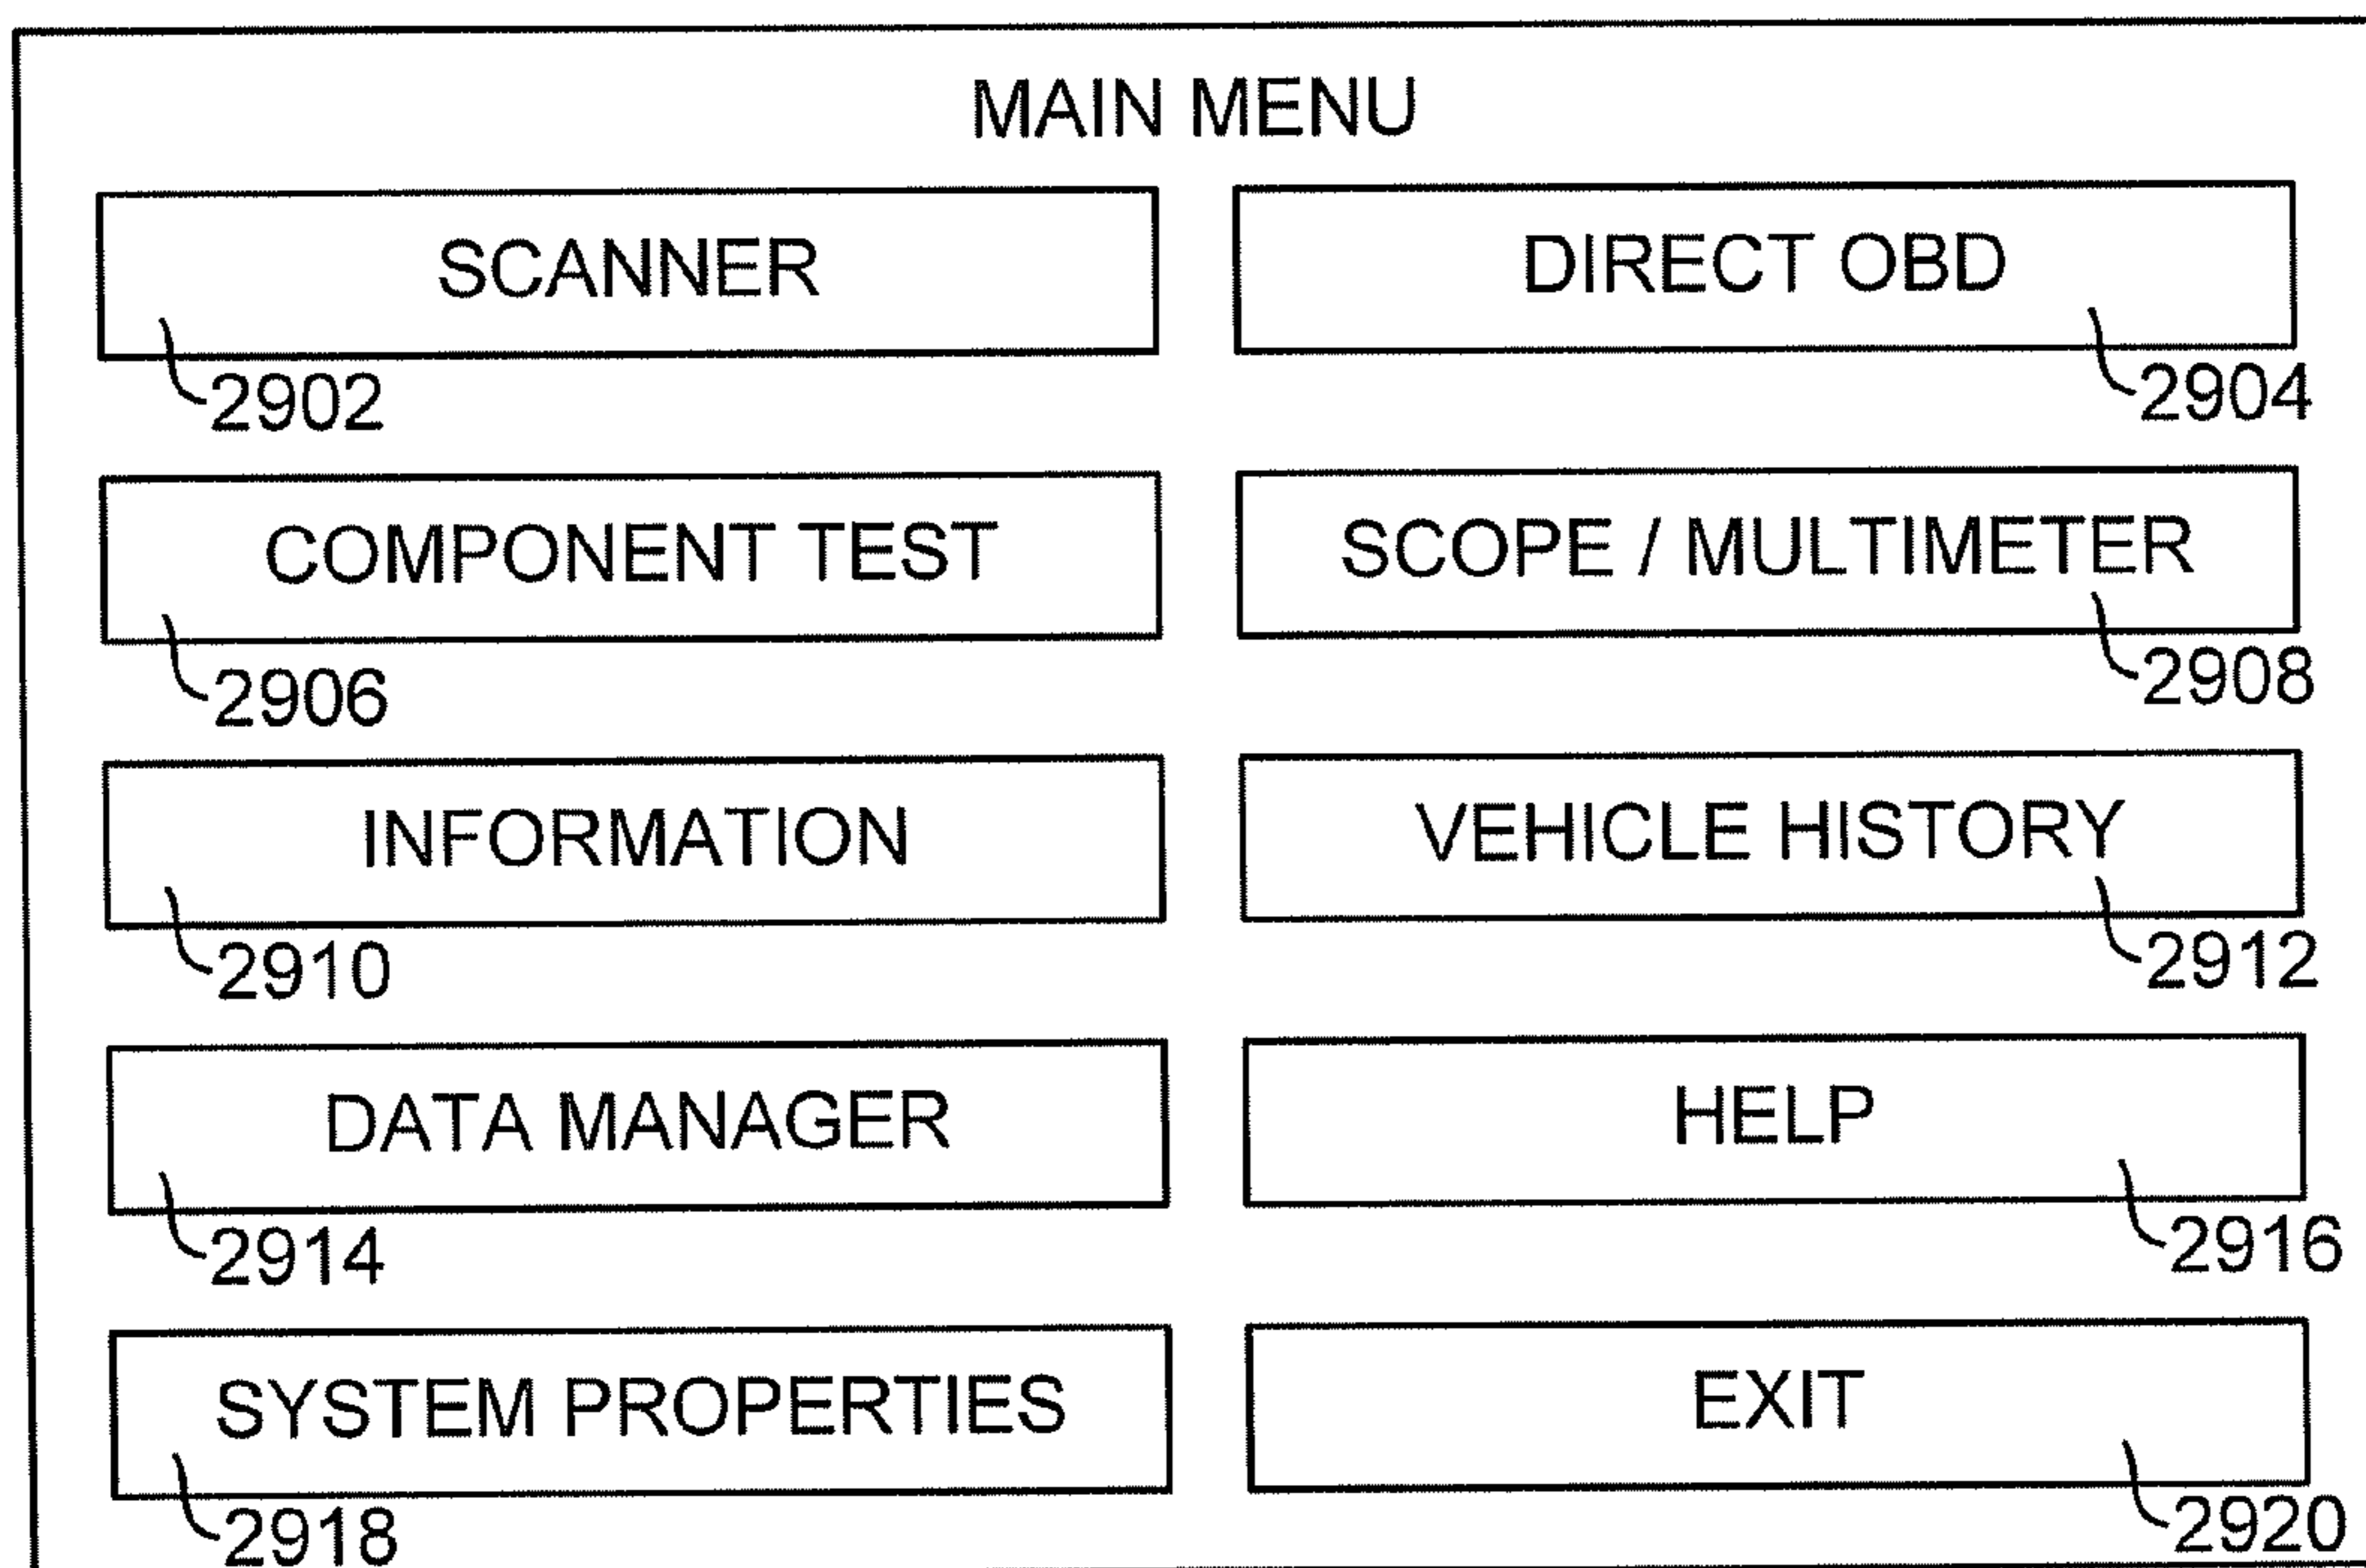 MAIN MENU
SCANNER
DIRECT OBD
2902
2904
COMPONENT TEST
SCOPE / MULTIMETER
2906
2908
INFORMATION
VEHICLE HISTORY
2910
2912
DATA MANAGER
HELP
2914
2916
SYSTEM PROPERTIES
EXIT
2918
2920